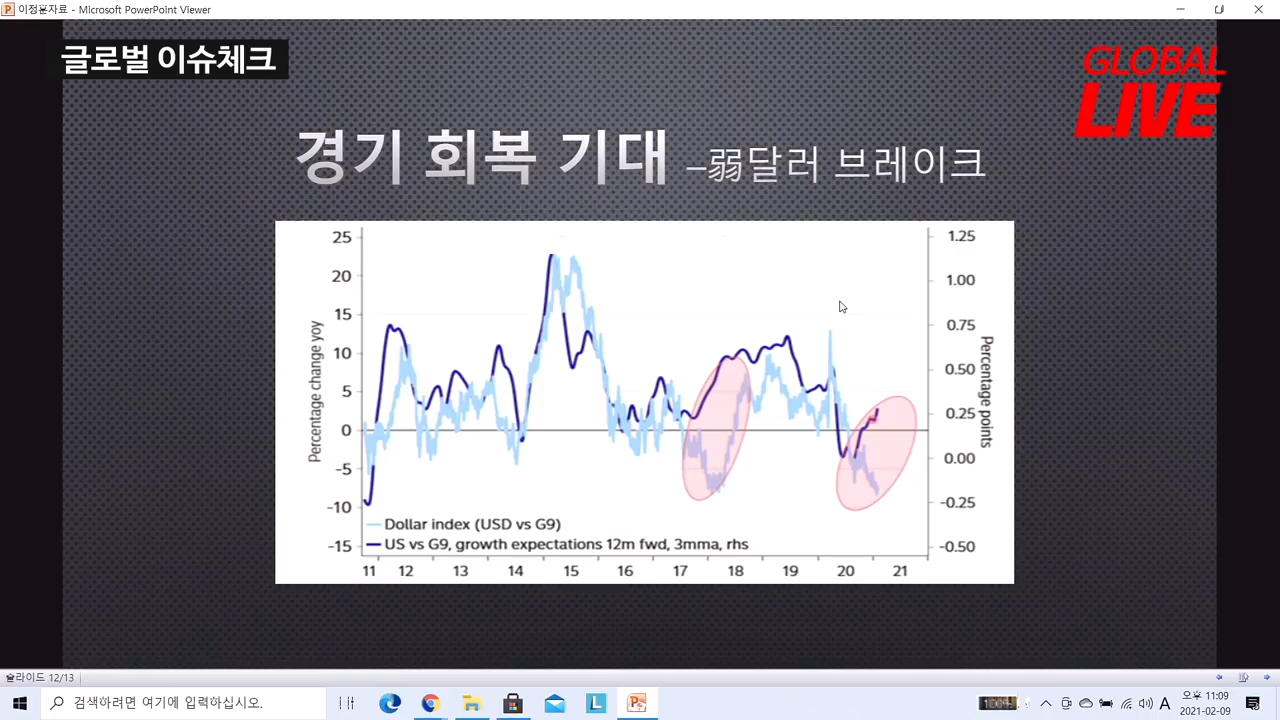 이정훈자료 - Microsoft PowerPoint Viewer
글로벌 이슈체크
GLOBAL
LIVE
경기 회복 기대 –弱달러 브레이크
Percentage change yoy
25
20
15
10
5
0
-5
-10
-15
1.25
1.00
0.75
0.50
0.25
0.00
-0.25
-0.50
Percentage points
Dollar index (USD vs G9)
US vs G9, growth expectations 12m fwd, 3mma, rhs
11 12 13 14 15 16 17 18 19 20 21
슬라이드 12/13
검색하려면 여기에 입력하십시오.
100%
A
오후 11:09
2021-02-09